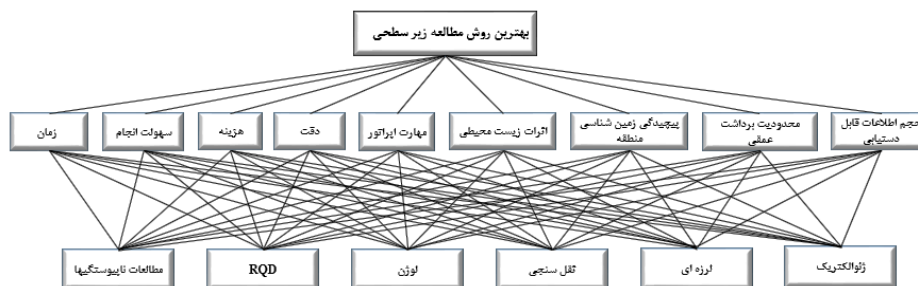 بهترین روش مطالعه زیر سطحی
حجم اطلاعات قابل
دستیابی
محدودیت برداشت
عمقی
پیچیدگی زمین شناسی
منطقه
اثرات زیست محیطی
مهارت اپراتور
دقت
هزینه
سهولت انجام
زمان
ژئوالکتریک
لرزه ای
ثقل سنجی
لوژن
RQD
مطالعات ناپیوستگیها